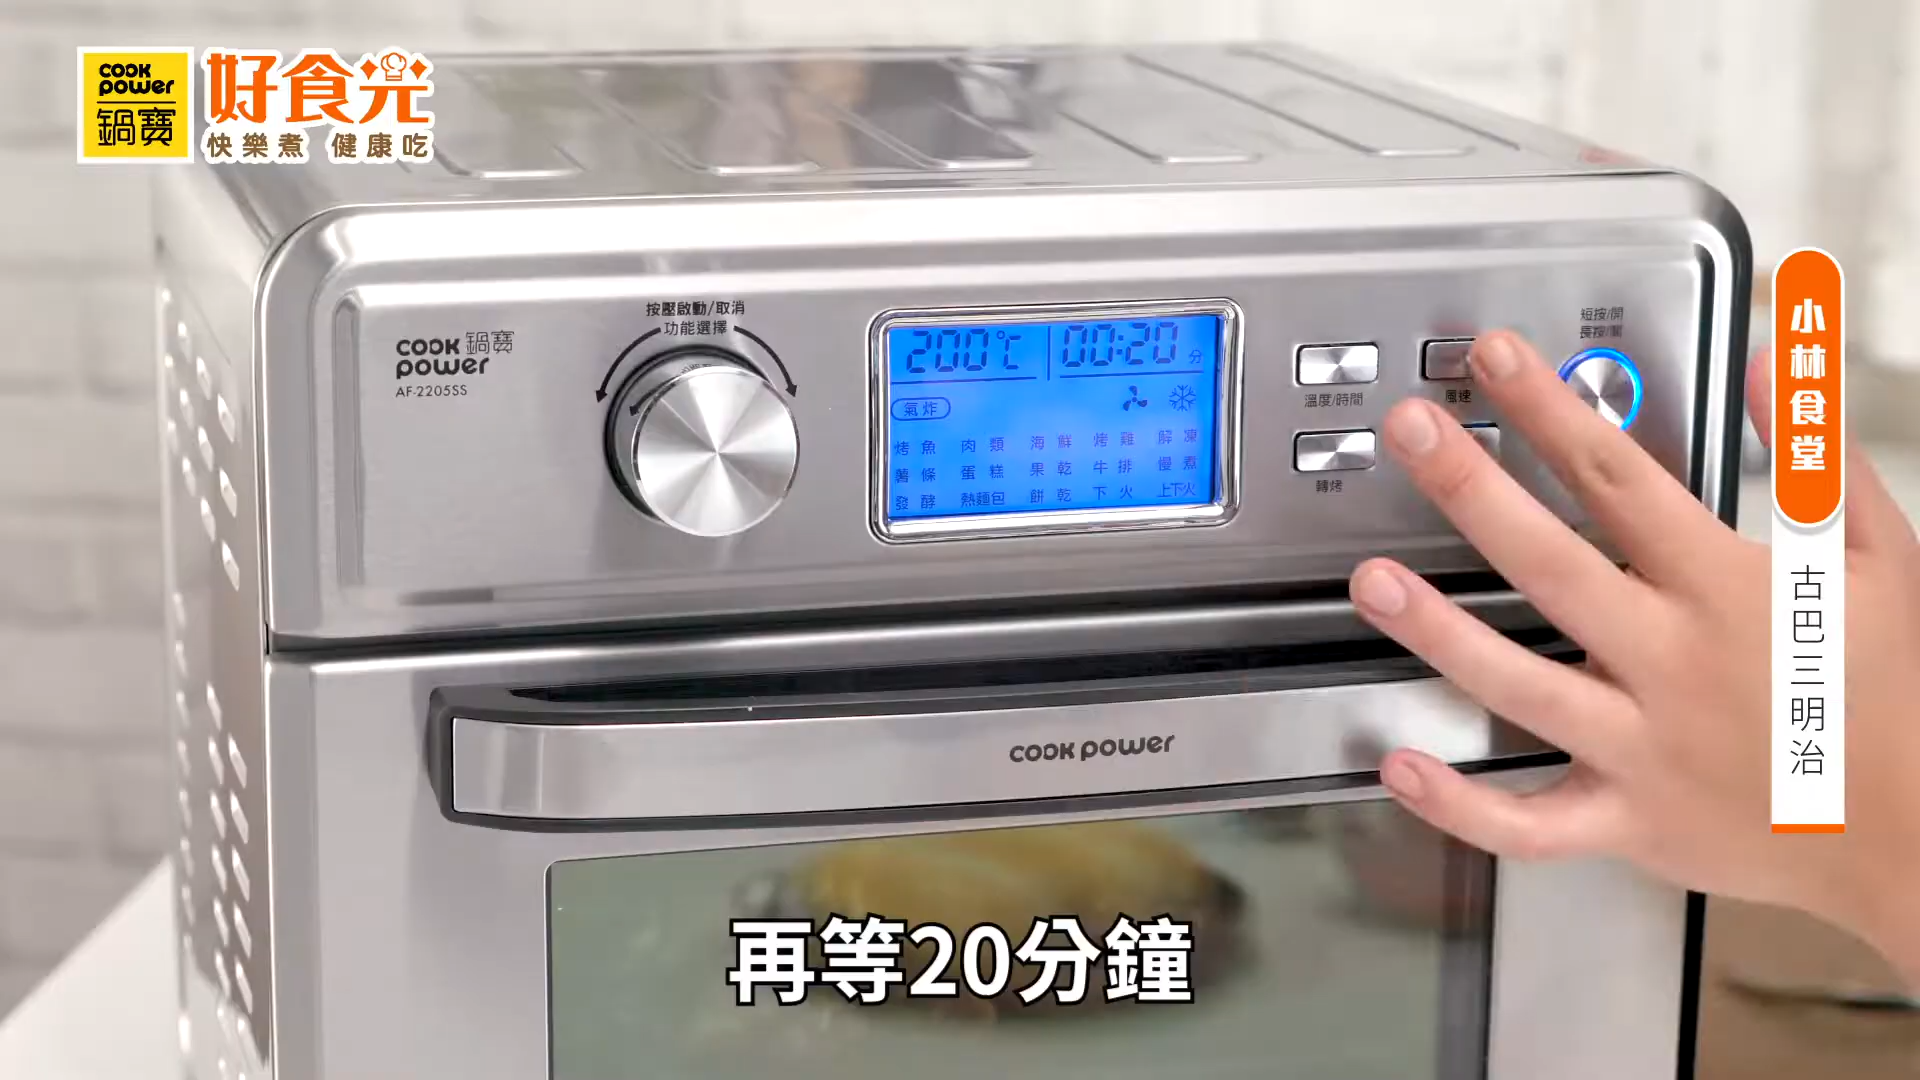 cook power
鍋寶
好食光
快樂煮 健康吃
按壓啟動/取消
功能選擇
cook鍋寶
power
AF-2205SS
200℃ 00:20 分
氣炸
烤魚 肉類 海鮮 烤雞 解凍
薯條 蛋糕 果乾 牛排 慢煮
發酵 熱麵包 餅乾 下火 上下火
溫度/時間
風速
轉烤
短按/開
長按/關
cook power
小林食堂
古巴三明治
再等20分鐘